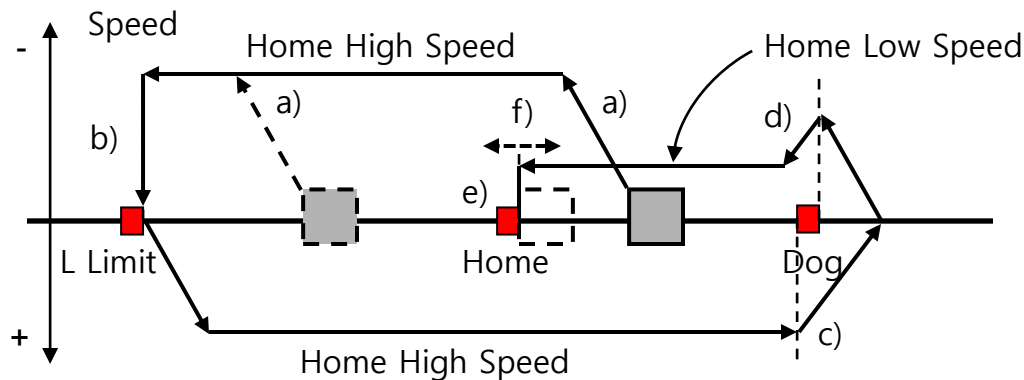 Speed
-
Home High Speed
Home Low Speed
a)
a)
f)
d)
b)
e)
L Limit
Home
Dog
+
c)
Home High Speed